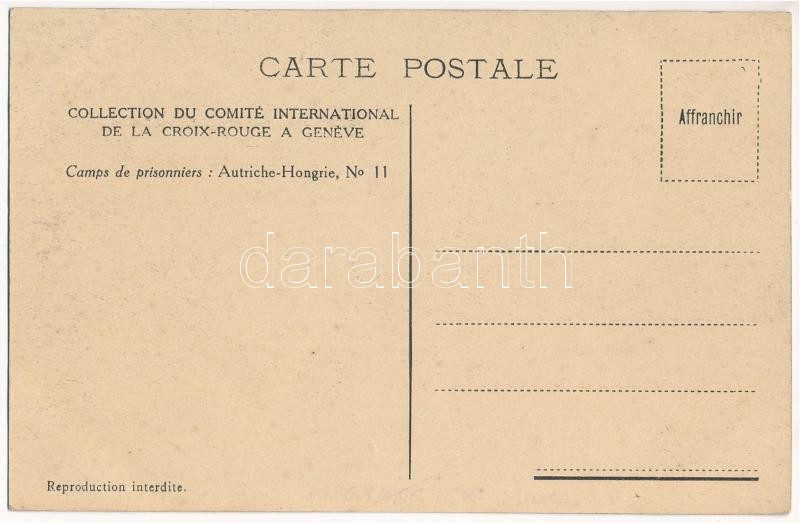 CARTE POSTALE
COLLECTION DU COMITÉ INTERNATIONAL
DE LA CROIX-ROUGE A GENÈVE
Camps de prisonniers : Autriche-Hongrie, No 11
Affranchir
darabanth
Reproduction interdite.